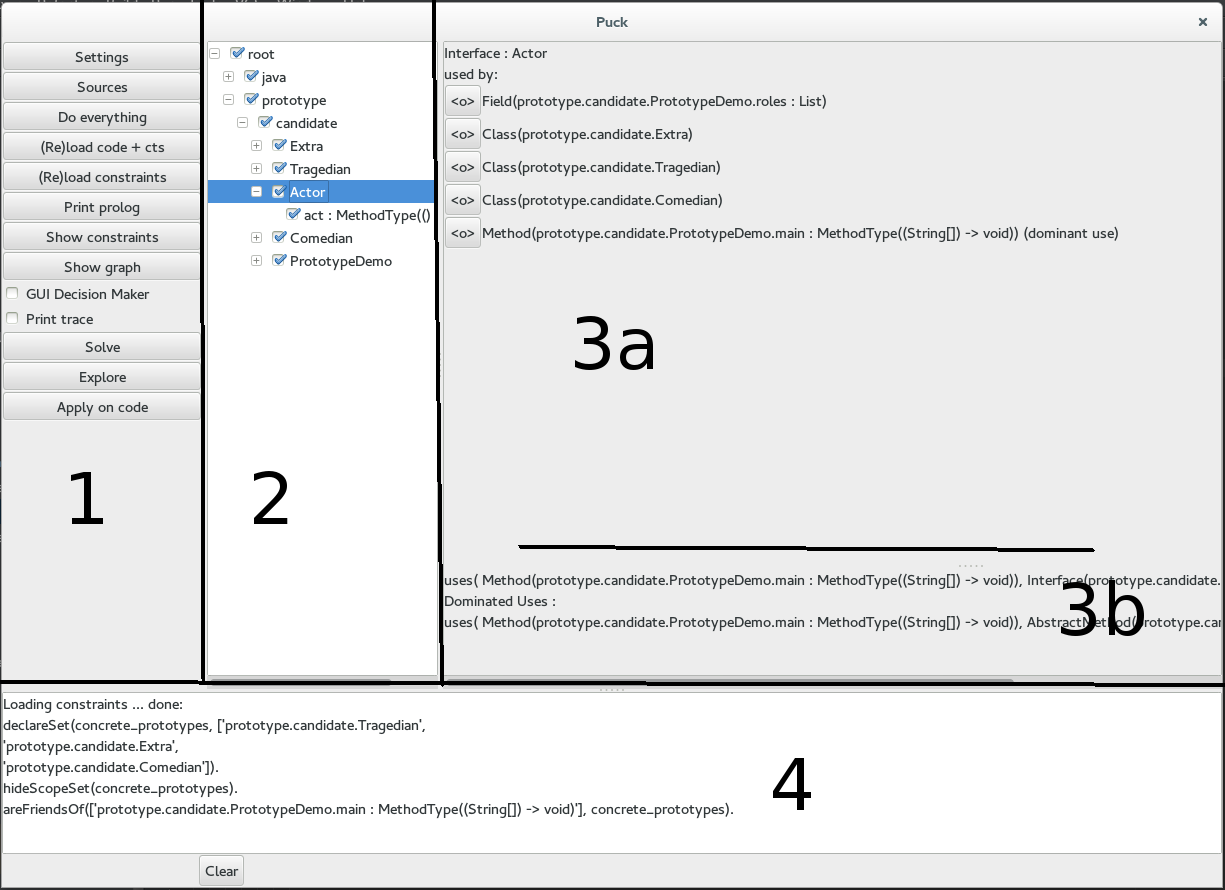 Puck
Settings
Sources
Do everything
(Re)load code + cts
(Re)load constraints
Print prolog
Show constraints
Show graph
GUI Decision Maker
Print trace
Solve
Explore
Apply on code
1
root
java
prototype
candidate
Extra
Tragedian
Actor
act : MethodType(()
Comedian
PrototypeDemo
2
Interface : Actor
used by:
<o> Field(prototype.candidate.PrototypeDemo.roles : List)
<o> Class(prototype.candidate.Extra)
<o> Class(prototype.candidate.Tragedian)
<o> Class(prototype.candidate.Comedian)
<o> Method(prototype.candidate.PrototypeDemo.main : MethodType((String[]) -> void)) (dominant use)
3a
uses( Method(prototype.candidate.PrototypeDemo.main : MethodType((String[]) -> void)), Interface(prototype.candidate.
Dominated Uses :
uses( Method(prototype.candidate.PrototypeDemo.main : MethodType((String[]) -> void)), AbstractMethod(prototype.ca
3b
Loading constraints ... done:
declareSet(concrete_prototypes, ['prototype.candidate.Tragedian',
'prototype.candidate.Extra',
'prototype.candidate.Comedian']).
hideScopeSet(concrete_prototypes).
areFriendsOf(['prototype.candidate.PrototypeDemo.main : MethodType((String[]) -> void)'], concrete_prototypes).
4
Clear